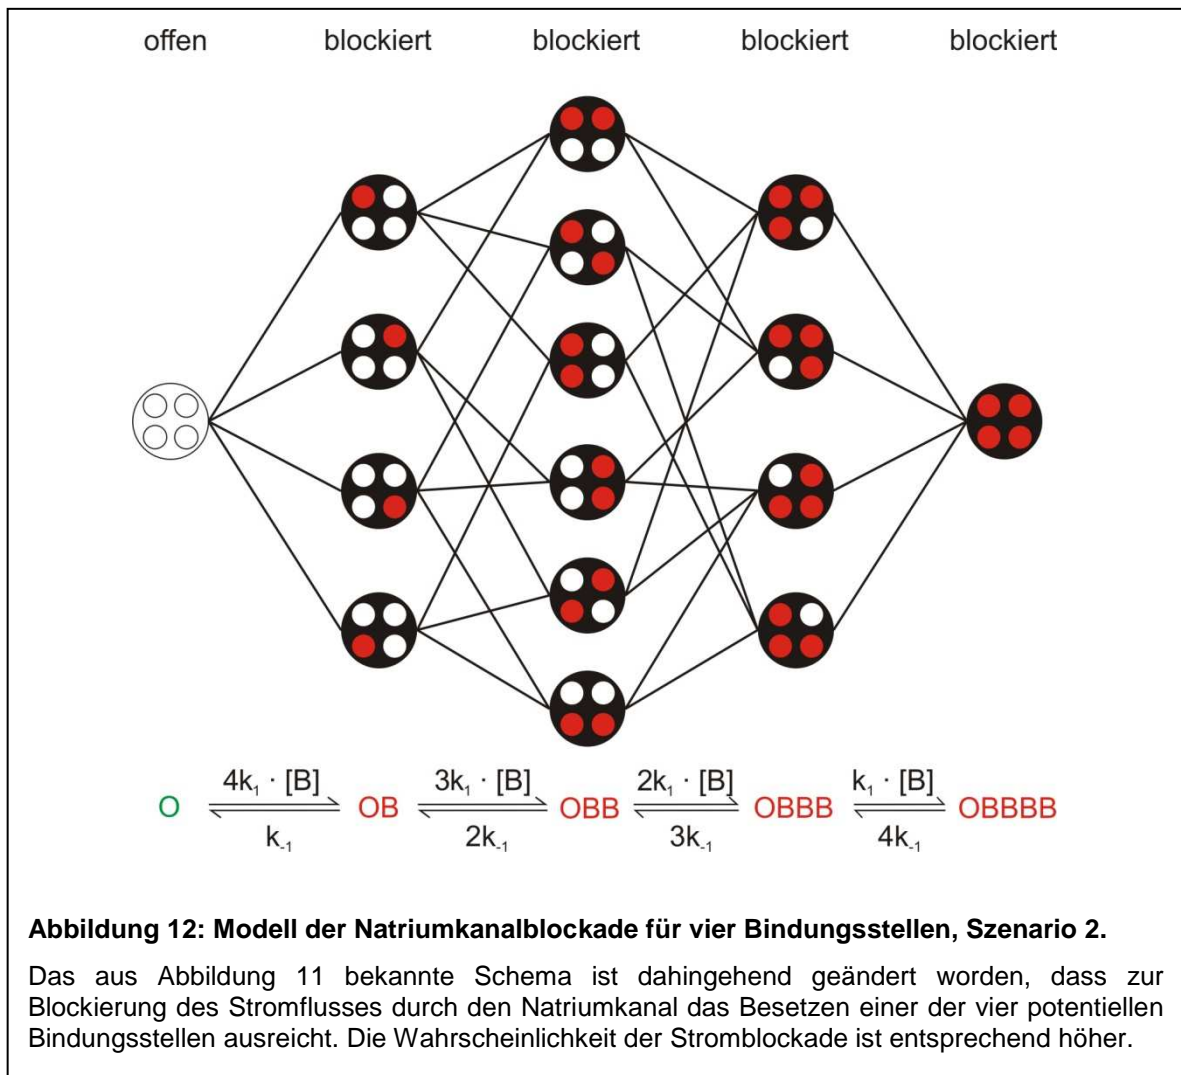 offen blockiert blockiert blockiert blockiert
4k₁ · [B] 3k₁ · [B] 2k₁ · [B] k₁ · [B]
O OB OBB OBBB OBBBB
k₋₁ 2k₋₁ 3k₋₁ 4k₋₁
Abbildung 12: Modell der Natriumkanalblockade für vier Bindungsstellen, Szenario 2.
Das aus Abbildung 11 bekannte Schema ist dahingehend geändert worden, dass zur
Blockierung des Stromflusses durch den Natriumkanal das Besetzen einer der vier potentiellen
Bindungsstellen ausreicht. Die Wahrscheinlichkeit der Stromblockade ist entsprechend höher.